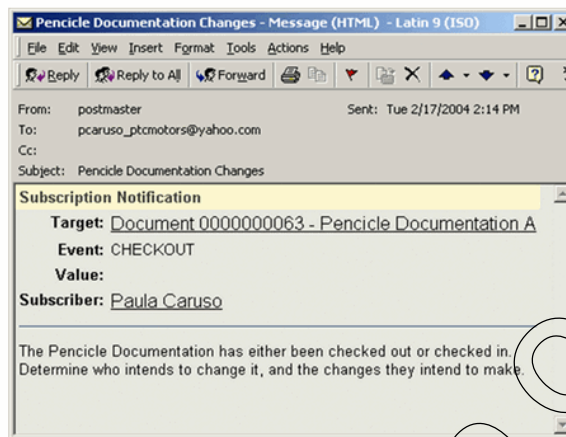 Pencicle Documentation Changes - Message (HTML) - Latin 9 (ISO)
File Edit View Insert Format Tools Actions Help
Reply Reply to All Forward
From: postmaster Sent: Tue 2/17/2004 2:14 PM
To: pcaruso_ptcmotors@yahoo.com
Cc:
Subject: Pencicle Documentation Changes
Subscription Notification
Target: Document 0000000063 - Pencicle Documentation A
Event: CHECKOUT
Value:
Subscriber: Paula Caruso
The Pencicle Documentation has either been checked out or checked in.
Determine who intends to change it, and the changes they intend to make.